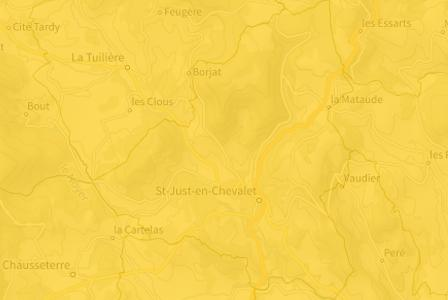 Feugère
les Essarts
Cité Tardy
La Tuilière
Borjat
les Clous
la Mataude
Bout
Vaudier
St-Just-en-Chevalet
la Cartelas
Peré
Chausseterre